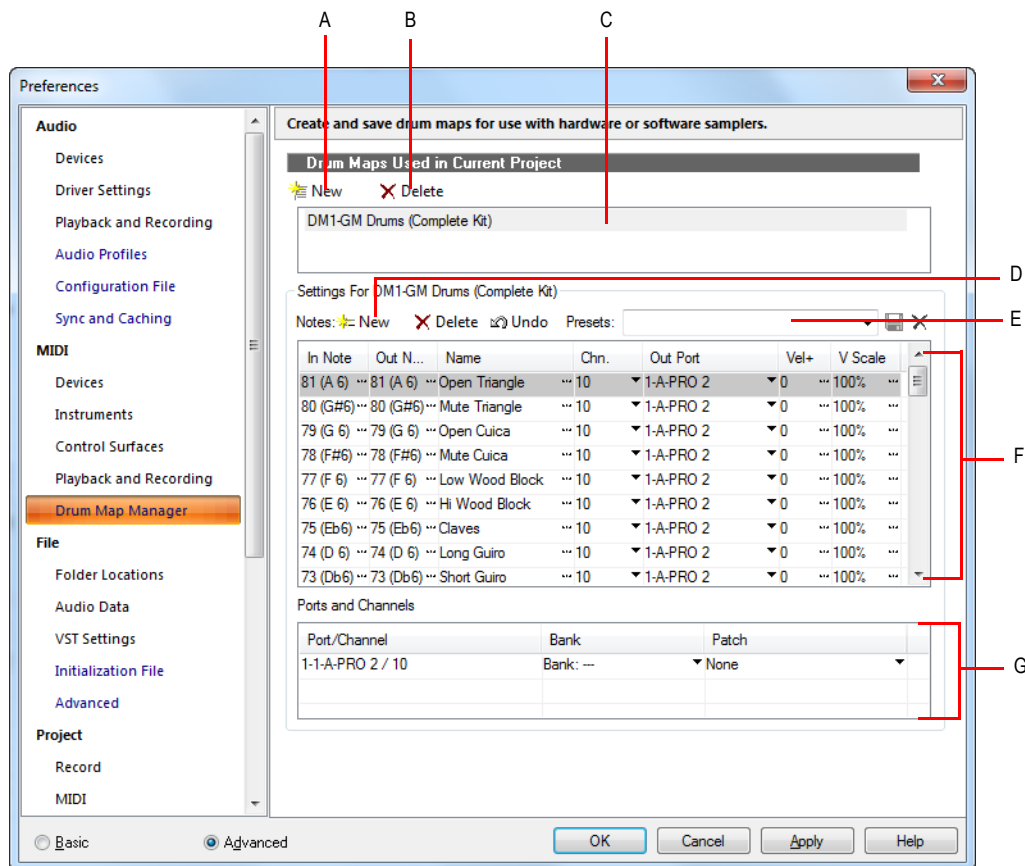 A B C
Preferences
Audio
Devices
Driver Settings
Playback and Recording
Audio Profiles
Configuration File
Sync and Caching
MIDI
Devices
Instruments
Control Surfaces
Playback and Recording
Drum Map Manager
File
Folder Locations
Audio Data
VST Settings
Initialization File
Advanced
Project
Record
MIDI
Create and save drum maps for use with hardware or software samplers.
Drum Maps Used in Current Project
New Delete
DM1-GM Drums (Complete Kit)
D
Settings For DM1-GM Drums (Complete Kit)
Notes: New Delete Undo Presets:
E
In Note Out N... Name Chn. Out Port Vel+ V Scale
81 (A 6) ... 81 (A 6) ... Open Triangle ... 10 1-A-PRO 2 0 ... 100% ...
80 (G#6) ... 80 (G#6) ... Mute Triangle ... 10 1-A-PRO 2 0 ... 100% ...
79 (G 6) ... 79 (G 6) ... Open Cuica ... 10 1-A-PRO 2 0 ... 100% ...
78 (F#6) ... 78 (F#6) ... Mute Cuica ... 10 1-A-PRO 2 0 ... 100% ...
F
77 (F 6) ... 77 (F 6) ... Low Wood Block ... 10 1-A-PRO 2 0 ... 100% ...
76 (E 6) ... 76 (E 6) ... Hi Wood Block ... 10 1-A-PRO 2 0 ... 100% ...
75 (Eb6) ... 75 (Eb6) ... Claves ... 10 1-A-PRO 2 0 ... 100% ...
74 (D 6) ... 74 (D 6) ... Long Guiro ... 10 1-A-PRO 2 0 ... 100% ...
73 (Db6) ... 73 (Db6) ... Short Guiro ... 10 1-A-PRO 2 0 ... 100% ...
Ports and Channels
Port/Channel Bank Patch
1-1-A-PRO 2 / 10 Bank: --- None
G
Basic Advanced OK Cancel Apply Help